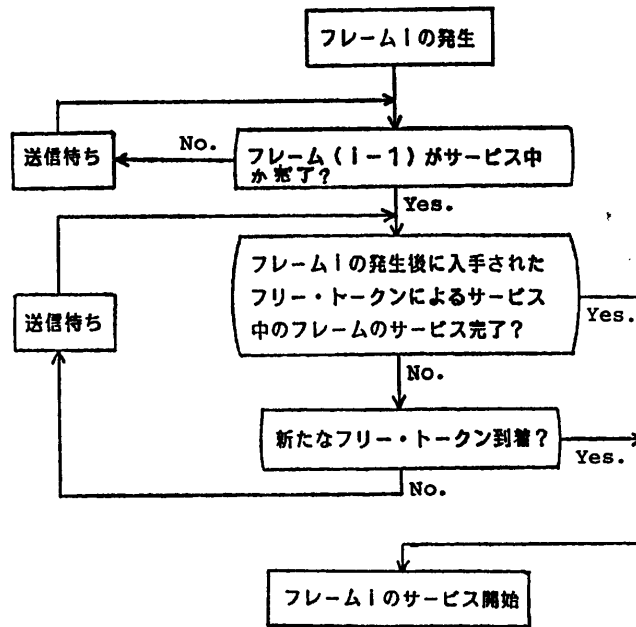 フレームiの発生
送信待ち
No.
フレーム(i-1)がサービス中
か完了?
Yes.
フレームiの発生後に入手された
フリー・トークンによるサービス
中のフレームのサービス完了?
Yes.
送信待ち
No.
新たなフリー・トークン到着?
Yes.
No.
フレームiのサービス開始